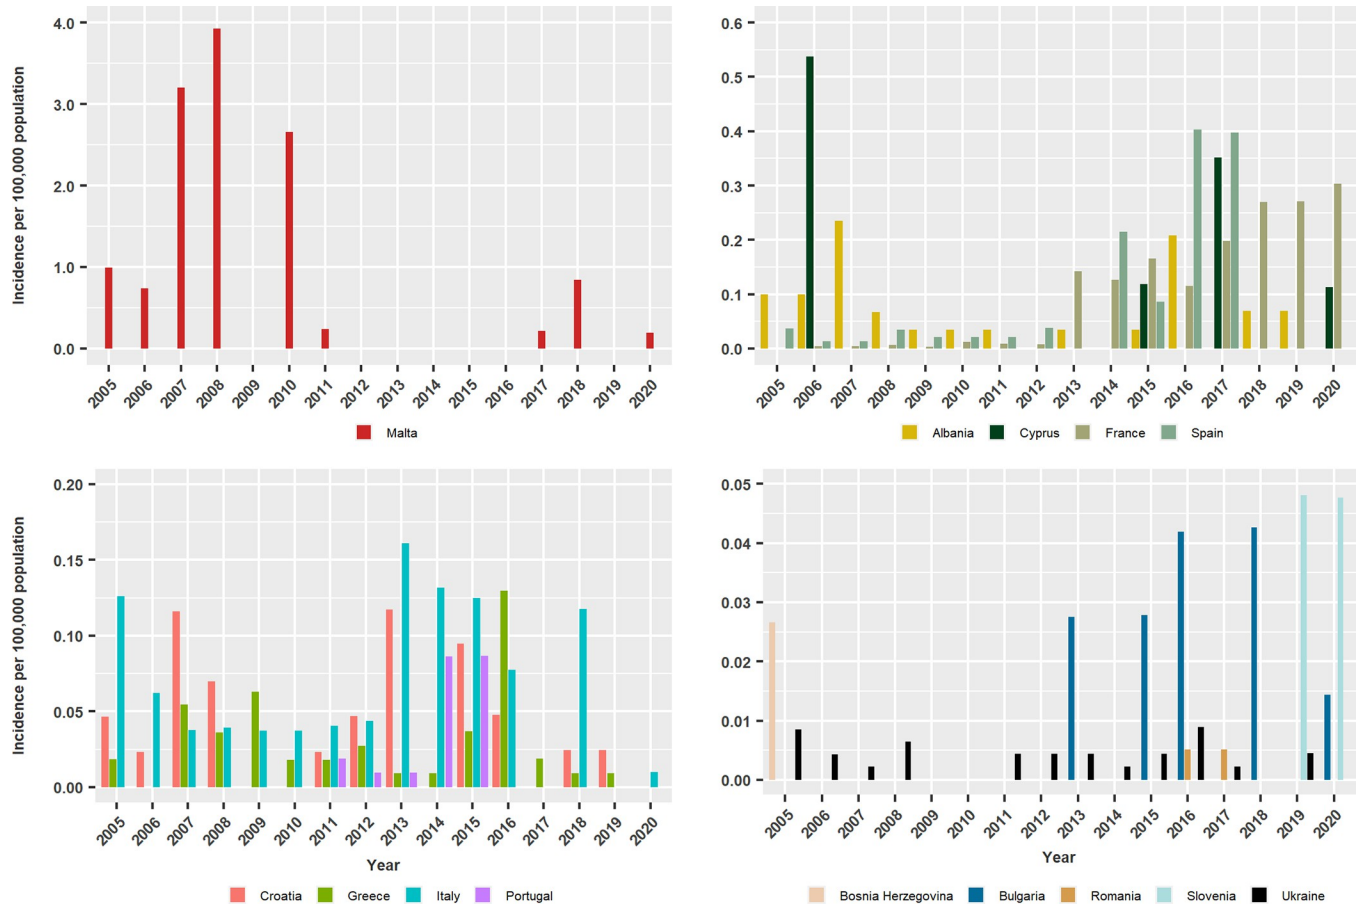 Incidence per 100,000 population
4.0
3.0
2.0
1.0
0.0
2005 2006 2007 2008 2009 2010 2011 2012 2013 2014 2015 2016 2017 2018 2019 2020
Malta
0.6
0.5
0.4
0.3
0.2
0.1
0.0
2005 2006 2007 2008 2009 2010 2011 2012 2013 2014 2015 2016 2017 2018 2019 2020
Albania Cyprus France Spain
Incidence per 100,000 population
0.20
0.15
0.10
0.05
0.00
2005 2006 2007 2008 2009 2010 2011 2012 2013 2014 2015 2016 2017 2018 2019 2020
Year
Croatia Greece Italy Portugal
0.05
0.04
0.03
0.02
0.01
0.00
2005 2006 2007 2008 2009 2010 2011 2012 2013 2014 2015 2016 2017 2018 2019 2020
Year
Bosnia Herzegovina Bulgaria Romania Slovenia Ukraine